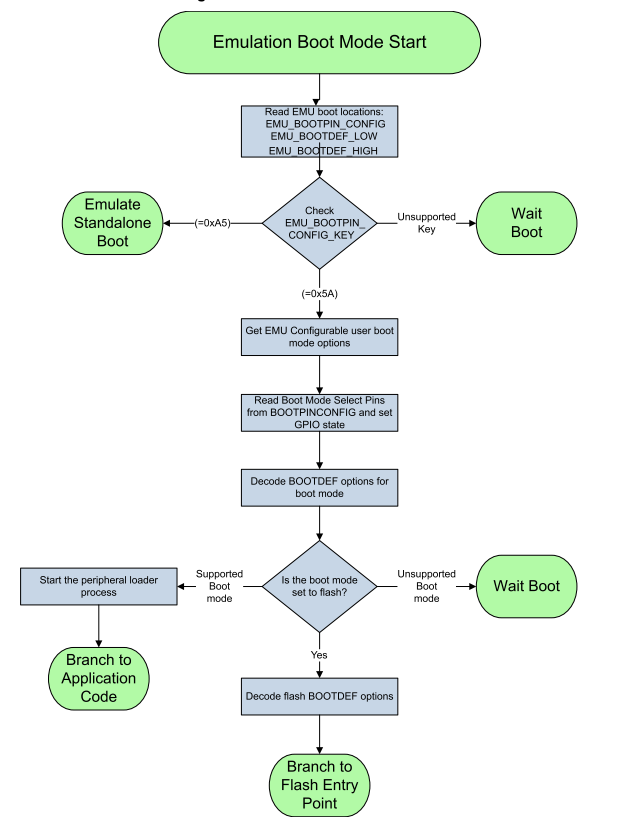 Emulation Boot Mode Start
Read EMU boot locations:
EMU_BOOTPIN_CONFIG
EMU_BOOTDEF_LOW
EMU_BOOTDEF_HIGH
Emulate
Standalone
Boot
(=0xA5)
Check
EMU_BOOTPIN_
CONFIG_KEY
Unsupported
Key
Wait
Boot
(=0x5A)
Get EMU Configurable user boot
mode options
Read Boot Mode Select Pins
from BOOTPINCONFIG and set
GPIO state
Decode BOOTDEF options for
boot mode
Start the peripheral loader
process
Supported
Boot
mode
Is the boot mode
set to flash?
Unsupported
Boot
mode
Wait Boot
Branch to
Application
Code
Yes
Decode flash BOOTDEF options
Branch to
Flash Entry
Point